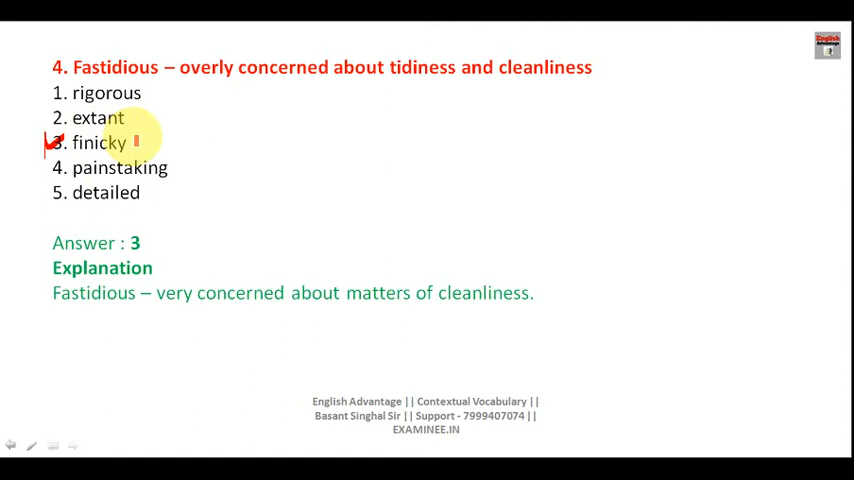 English
Advantage
4. Fastidious – overly concerned about tidiness and cleanliness
1. rigorous
2. extant
3. finicky
4. painstaking
5. detailed
Answer : 3
Explanation
Fastidious – very concerned about matters of cleanliness.
English Advantage || Contextual Vocabulary ||
Basant Singhal Sir || Support - 7999407074 ||
EXAMINEE.IN